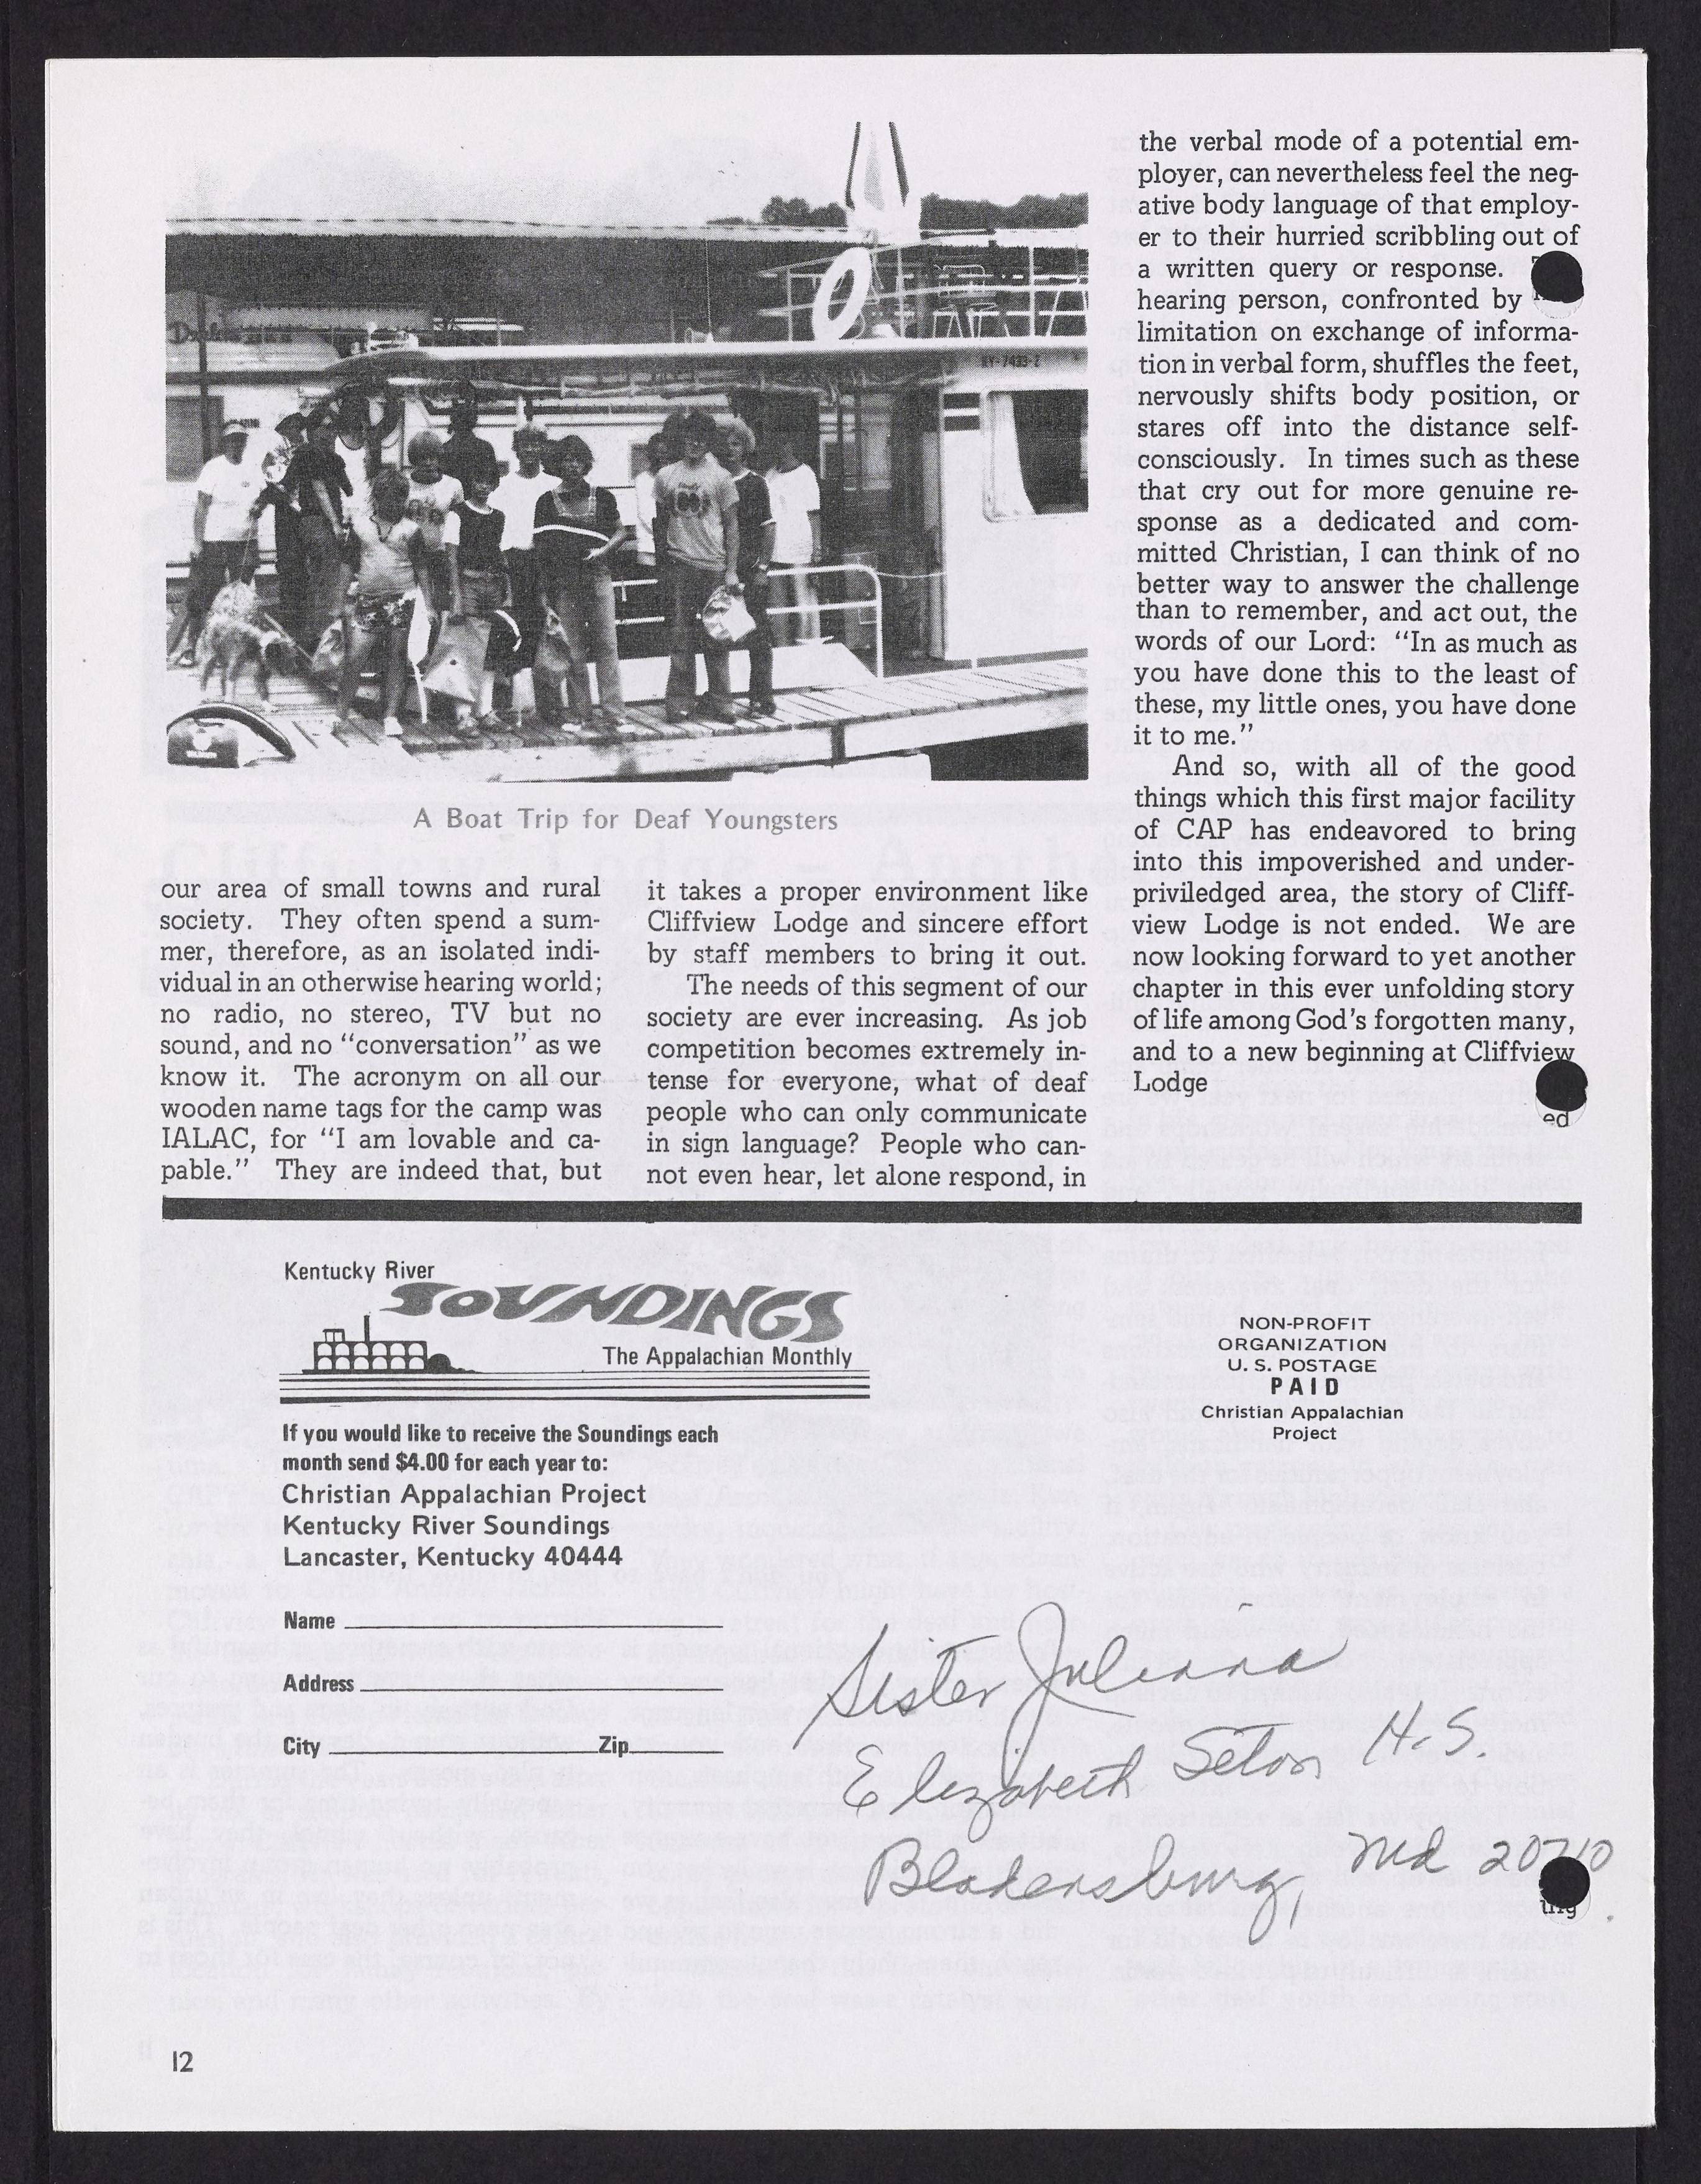 KY-7433-Z
A Boat Trip for Deaf Youngsters
our area of small towns and rural
society. They often spend a sum-
mer, therefore, as an isolated indi-
vidual in an otherwise hearing world;
no radio, no stereo, TV but no
sound, and no “conversation” as we
know it. The acronym on all our
wooden name tags for the camp was
IALAC, for “I am lovable and ca-
pable.” They are indeed that, but
it takes a proper environment like
Cliffview Lodge and sincere effort
by staff members to bring it out.
The needs of this segment of our
society are ever increasing. As job
competition becomes extremely in-
tense for everyone, what of deaf
people who can only communicate
in sign language? People who can-
not even hear, let alone respond, in
the verbal mode of a potential em-
ployer, can nevertheless feel the neg-
ative body language of that employ-
er to their hurried scribbling out of
a written query or response.
hearing person, confronted by
limitation on exchange of informa-
tion in verbal form, shuffles the feet,
nervously shifts body position, or
stares off into the distance self-
consciously. In times such as these
that cry out for more genuine re-
sponse as a dedicated and com-
mitted Christian, I can think of no
better way to answer the challenge
than to remember, and act out, the
words of our Lord: “In as much as
you have done this to the least of
these, my little ones, you have done
it to me.”
And so, with all of the good
things which this first major facility
of CAP has endeavored to bring
into this impoverished and under-
priviledged area, the story of Cliff-
view Lodge is not ended. We are
now looking forward to yet another
chapter in this ever unfolding story
of life among God’s forgotten many,
and to a new beginning at Cliffview
Lodge
ed
Kentucky River
SOUNDINGS
The Appalachian Monthly
If you would like to receive the Soundings each
month send $4.00 for each year to:
Christian Appalachian Project
Kentucky River Soundings
Lancaster, Kentucky 40444
Name
Address
City Zip
NON-PROFIT
ORGANIZATION
U. S. POSTAGE
PAID
Christian Appalachian
Project
Sister Juliana
Elizabeth Seton H.S.
Bladensburg, Md 20710
12